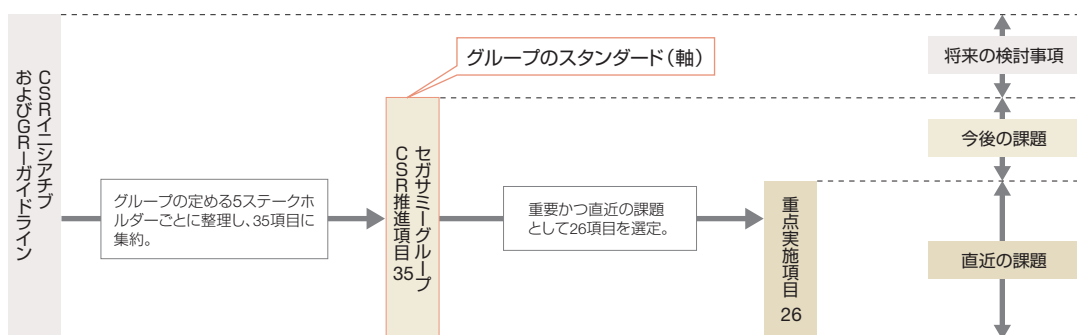 CSRイニシアチブ
およびGRIガイドライン
グループの定める5ステークホ
ルダーごとに整理し、35項目に
集約。
グループのスタンダード（軸）
セガサミーグループ
CSR推進項目 35
重要かつ直近の課題
として26項目を選定。
重点実施項目 26
将来の検討事項
今後の課題
直近の課題